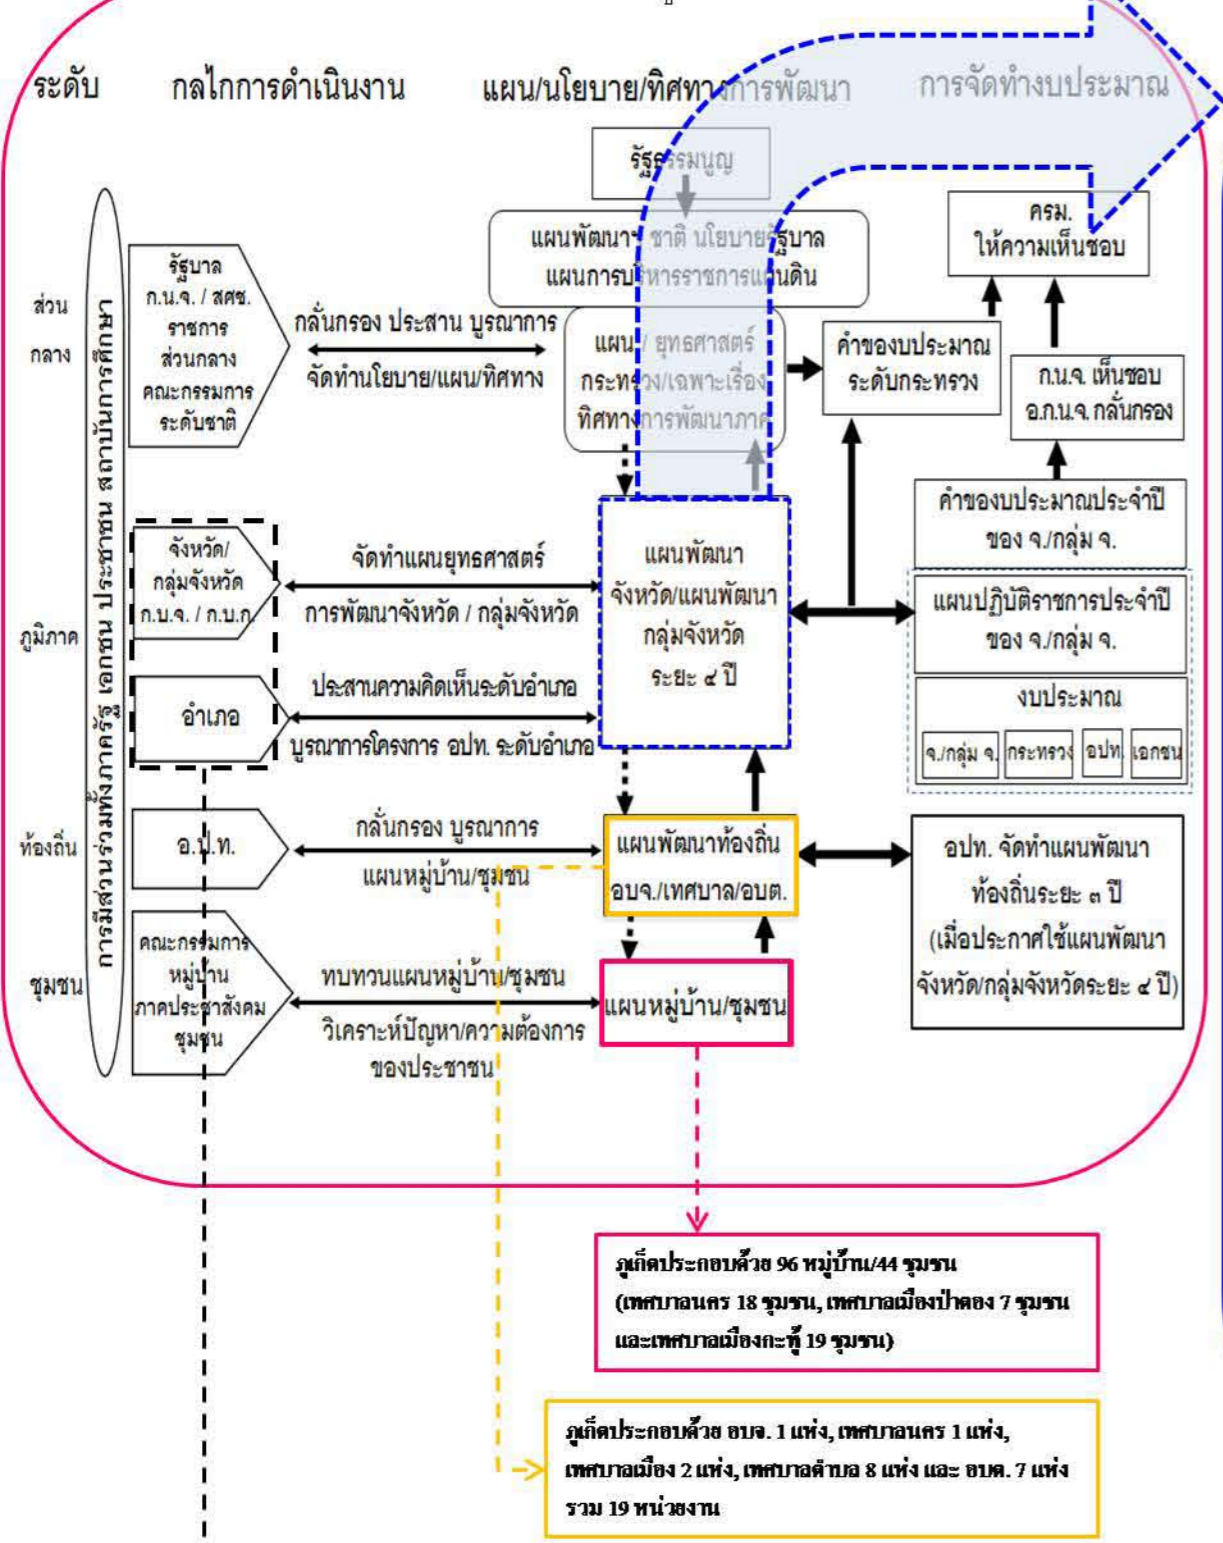 ระดับ
กลไกการดำเนินงาน
แผน/นโยบาย/ทิศทางการพัฒนา
การจัดทำงบประมาณ
การมีส่วนร่วมทั้งภาครัฐ เอกชน ประชาชน สถาบันการศึกษา
ส่วน
กลาง
รัฐบาล
ก.น.จ. / สศช.
ราชการ
ส่วนกลาง
คณะกรรมการ
ระดับชาติ
กลั่นกรอง ประสาน บูรณาการ
จัดทำนโยบาย/แผน/ทิศทาง
รัฐธรรมนูญ
แผนพัฒนาฯ ชาติ นโยบายรัฐบาล
แผนการบริหารราชการแผ่นดิน
แผน / ยุทธศาสตร์
กระทรวง/เฉพาะเรื่อง
ทิศทางการพัฒนาภาค
คำของบประมาณ
ระดับกระทรวง
ครม.
ให้ความเห็นชอบ
ก.น.จ. เห็นชอบ
อ.ก.น.จ. กลั่นกรอง
ภูมิภาค
จังหวัด/
กลุ่มจังหวัด
ก.บ.จ. / ก.บ.ก.
จัดทำแผนยุทธศาสตร์
การพัฒนาจังหวัด / กลุ่มจังหวัด
แผนพัฒนา
จังหวัด/แผนพัฒนา
กลุ่มจังหวัด
ระยะ ๔ ปี
คำของบประมาณประจำปี
ของ จ./กลุ่ม จ.
แผนปฏิบัติราชการประจำปี
ของ จ./กลุ่ม จ.
งบประมาณ
จ./กลุ่ม จ.
กระทรวง
อปท.
เอกชน
อำเภอ
ประสานความคิดเห็นระดับอำเภอ
บูรณาการโครงการ อปท. ระดับอำเภอ
ท้องถิ่น
อ.ป.ท.
กลั่นกรอง บูรณาการ
แผนหมู่บ้าน/ชุมชน
แผนพัฒนาท้องถิ่น
อบจ./เทศบาล/อบต.
อปท. จัดทำแผนพัฒนา
ท้องถิ่นระยะ ๓ ปี
(เมื่อประกาศใช้แผนพัฒนา
จังหวัด/กลุ่มจังหวัดระยะ ๔ ปี)
ชุมชน
คณะกรรมการ
หมู่บ้าน
ภาคประชาสังคม
ชุมชน
ทบทวนแผนหมู่บ้าน/ชุมชน
วิเคราะห์ปัญหา/ความต้องการ
ของประชาชน
แผนหมู่บ้าน/ชุมชน
ภูเก็ตประกอบด้วย 96 หมู่บ้าน/44 ชุมชน
(เทศบาลนคร 18 ชุมชน, เทศบาลเมืองป่าตอง 7 ชุมชน
และเทศบาลเมืองกะทู้ 19 ชุมชน)
ภูเก็ตประกอบด้วย อบจ. 1 แห่ง, เทศบาลนคร 1 แห่ง,
เทศบาลเมือง 2 แห่ง, เทศบาลตำบล 8 แห่ง และ อบต. 7 แห่ง
รวม 19 หน่วยงาน